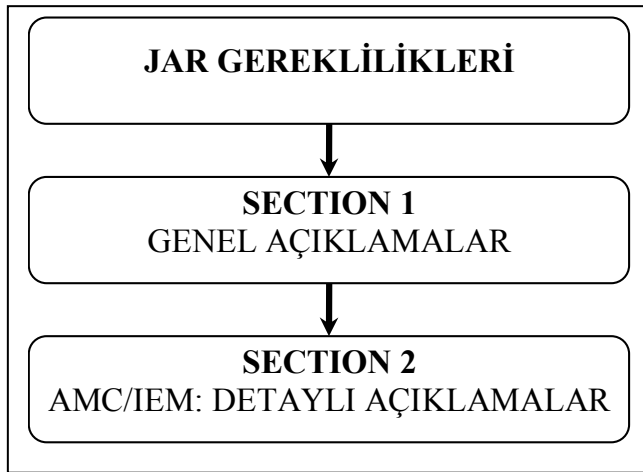 JAR GEREKLİLİKLERİ
SECTION 1
GENEL AÇIKLAMALAR
SECTION 2
AMC/IEM: DETAYLI AÇIKLAMALAR